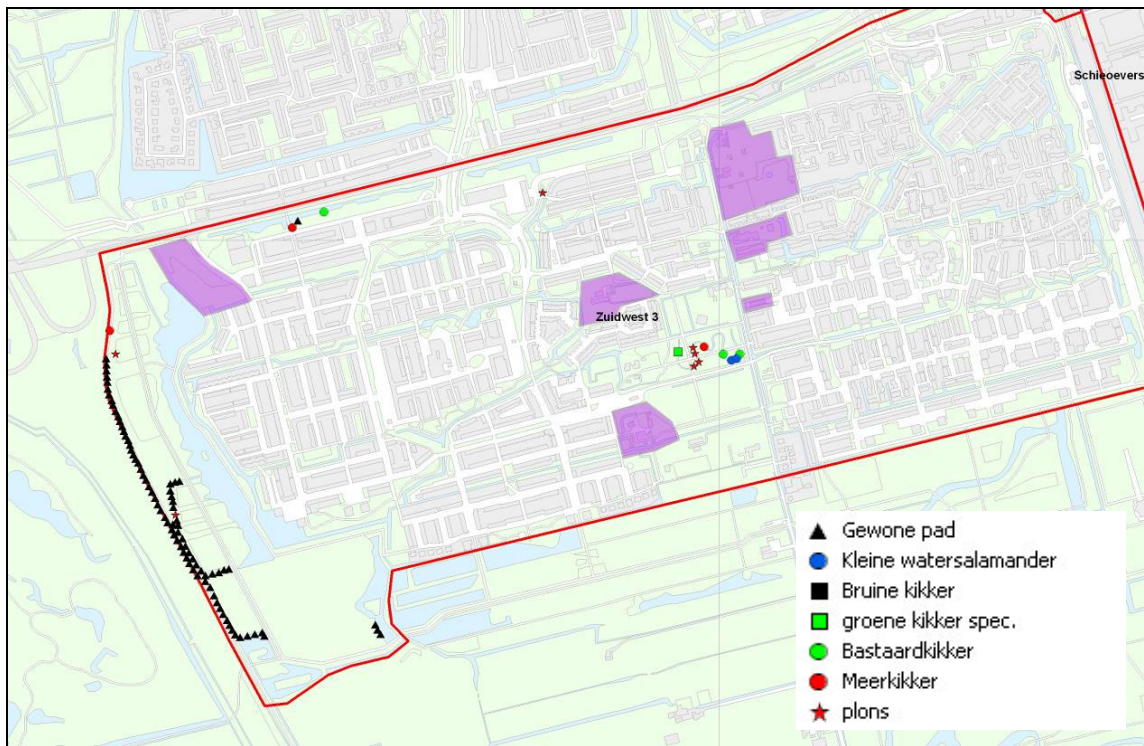 Schieoevers
Zuidwest 3
Gewone pad
Kleine watersalamander
Bruine kikker
groene kikker spec.
Bastaardkikker
Meerkikker
plons